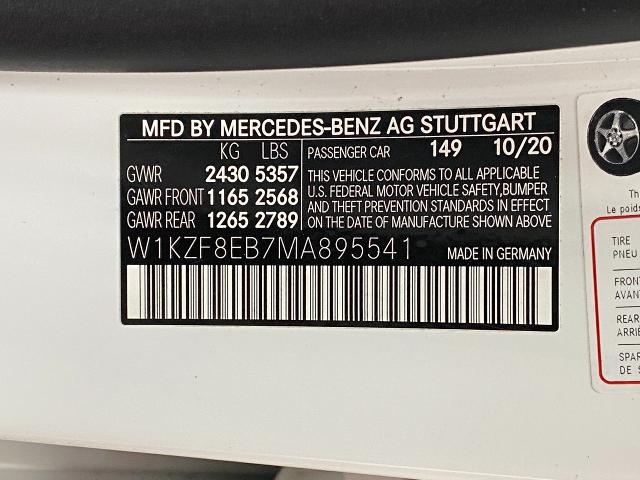 MFD BY MERCEDES-BENZ AG STUTTGART
KG LBS
GVWR 2430 5357
GAWR FRONT 1165 2568
GAWR REAR 1265 2789
PASSENGER CAR 149 10/20
THIS VEHICLE CONFORMS TO ALL APPLICABLE
U.S. FEDERAL MOTOR VEHICLE SAFETY, BUMPER
AND THEFT PREVENTION STANDARDS IN EFFECT
ON THE DATE OF MANUFACTURE SHOWN ABOVE
W1KZF8EB7MA895541
MADE IN GERMANY
The
Le poids
TIRE
PNEU
FRONT
AVANT
REAR
SPAR
DE S